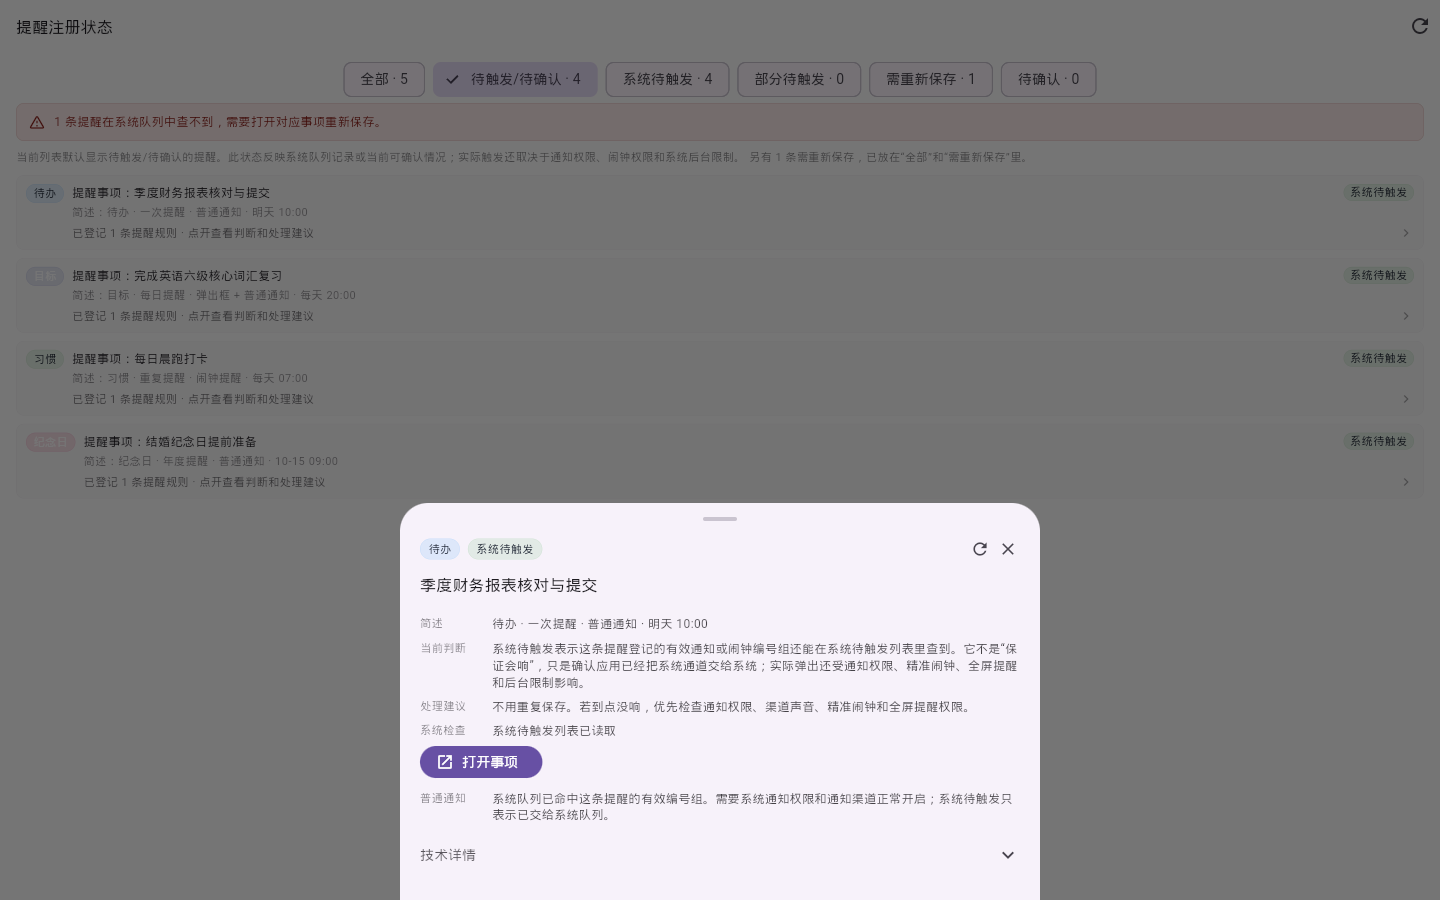 提醒注册状态
全部 · 5
待触发/待确认 · 4
系统待触发 · 4
部分待触发 · 0
需重新保存 · 1
待确认 · 0
1 条提醒在系统队列中查不到，需要打开对应事项重新保存。
当前列表默认显示待触发/待确认的提醒。此状态反映系统队列记录或当前可确认情况；实际触发还取决于通知权限、闹钟权限和系统后台限制。 另有 1 条需重新保存，已放在“全部”和“需重新保存”里。
待办
提醒事项：季度财务报表核对与提交
系统待触发
简述：待办 · 一次提醒 · 普通通知 · 明天 10:00
已登记 1 条提醒规则 · 点开查看判断和处理建议
目标
提醒事项：完成英语六级核心词汇复习
系统待触发
简述：目标 · 每日提醒 · 弹出框 + 普通通知 · 每天 20:00
已登记 1 条提醒规则 · 点开查看判断和处理建议
习惯
提醒事项：每日晨跑打卡
系统待触发
简述：习惯 · 重复提醒 · 闹钟提醒 · 每天 07:00
已登记 1 条提醒规则 · 点开查看判断和处理建议
纪念日
提醒事项：结婚纪念日提前准备
系统待触发
简述：纪念日 · 年度提醒 · 普通通知 · 10-15 09:00
已登记 1 条提醒规则 · 点开查看判断和处理建议
待办
系统待触发
季度财务报表核对与提交
简述
待办 · 一次提醒 · 普通通知 · 明天 10:00
当前判断
系统待触发表示这条提醒登记的有效通知或闹钟编号组还能在系统待触发列表里查到。它不是“保
证会响”，只是确认应用已经把系统通道交给系统；实际弹出还受通知权限、精准闹钟、全屏提醒
和后台限制影响。
处理建议
不用重复保存。若到点没响，优先检查通知权限、渠道声音、精准闹钟和全屏提醒权限。
系统检查
系统待触发列表已读取
打开事项
普通通知
系统队列已命中这条提醒的有效编号组。需要系统通知权限和通知渠道正常开启；系统待触发只
表示已交给系统队列。
技术详情